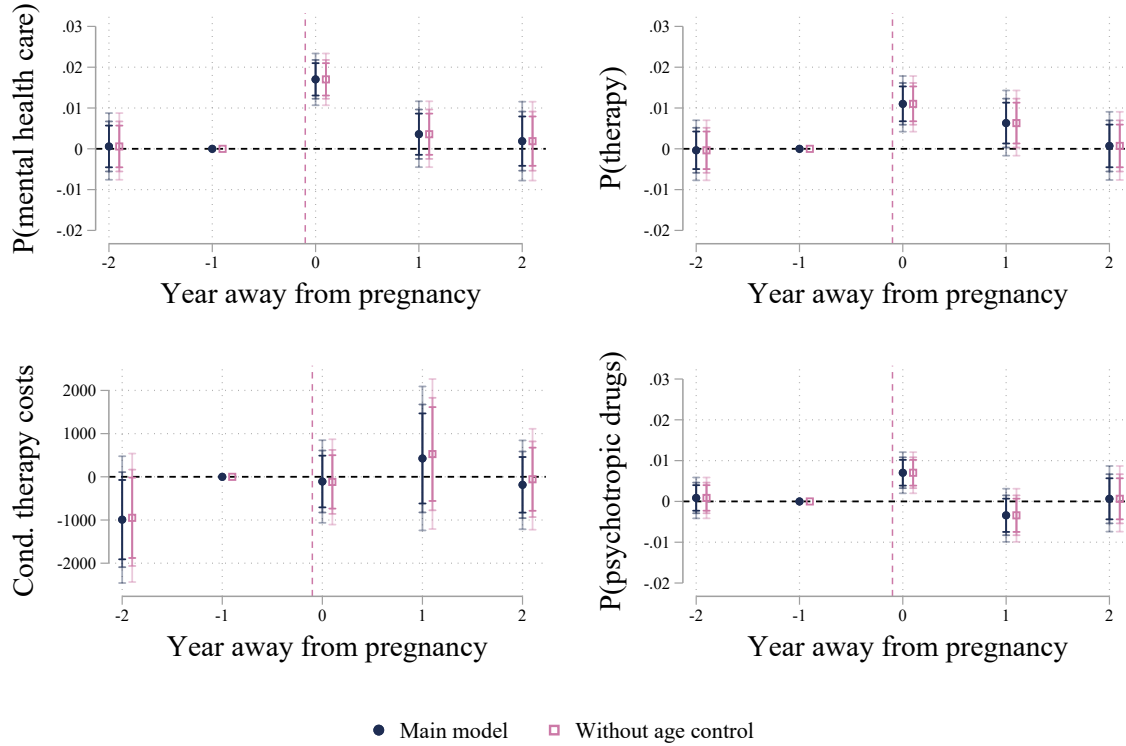 P(mental health care)
.03
.02
.01
0
-.01
-.02
-2 -1 0 1 2
Year away from pregnancy
P(therapy)
.03
.02
.01
0
-.01
-.02
-2 -1 0 1 2
Year away from pregnancy
Cond. therapy costs
2000
1000
0
-1000
-2000
-2 -1 0 1 2
Year away from pregnancy
P(psychotropic drugs)
.03
.02
.01
0
-.01
-.02
-2 -1 0 1 2
Year away from pregnancy
Main model Without age control